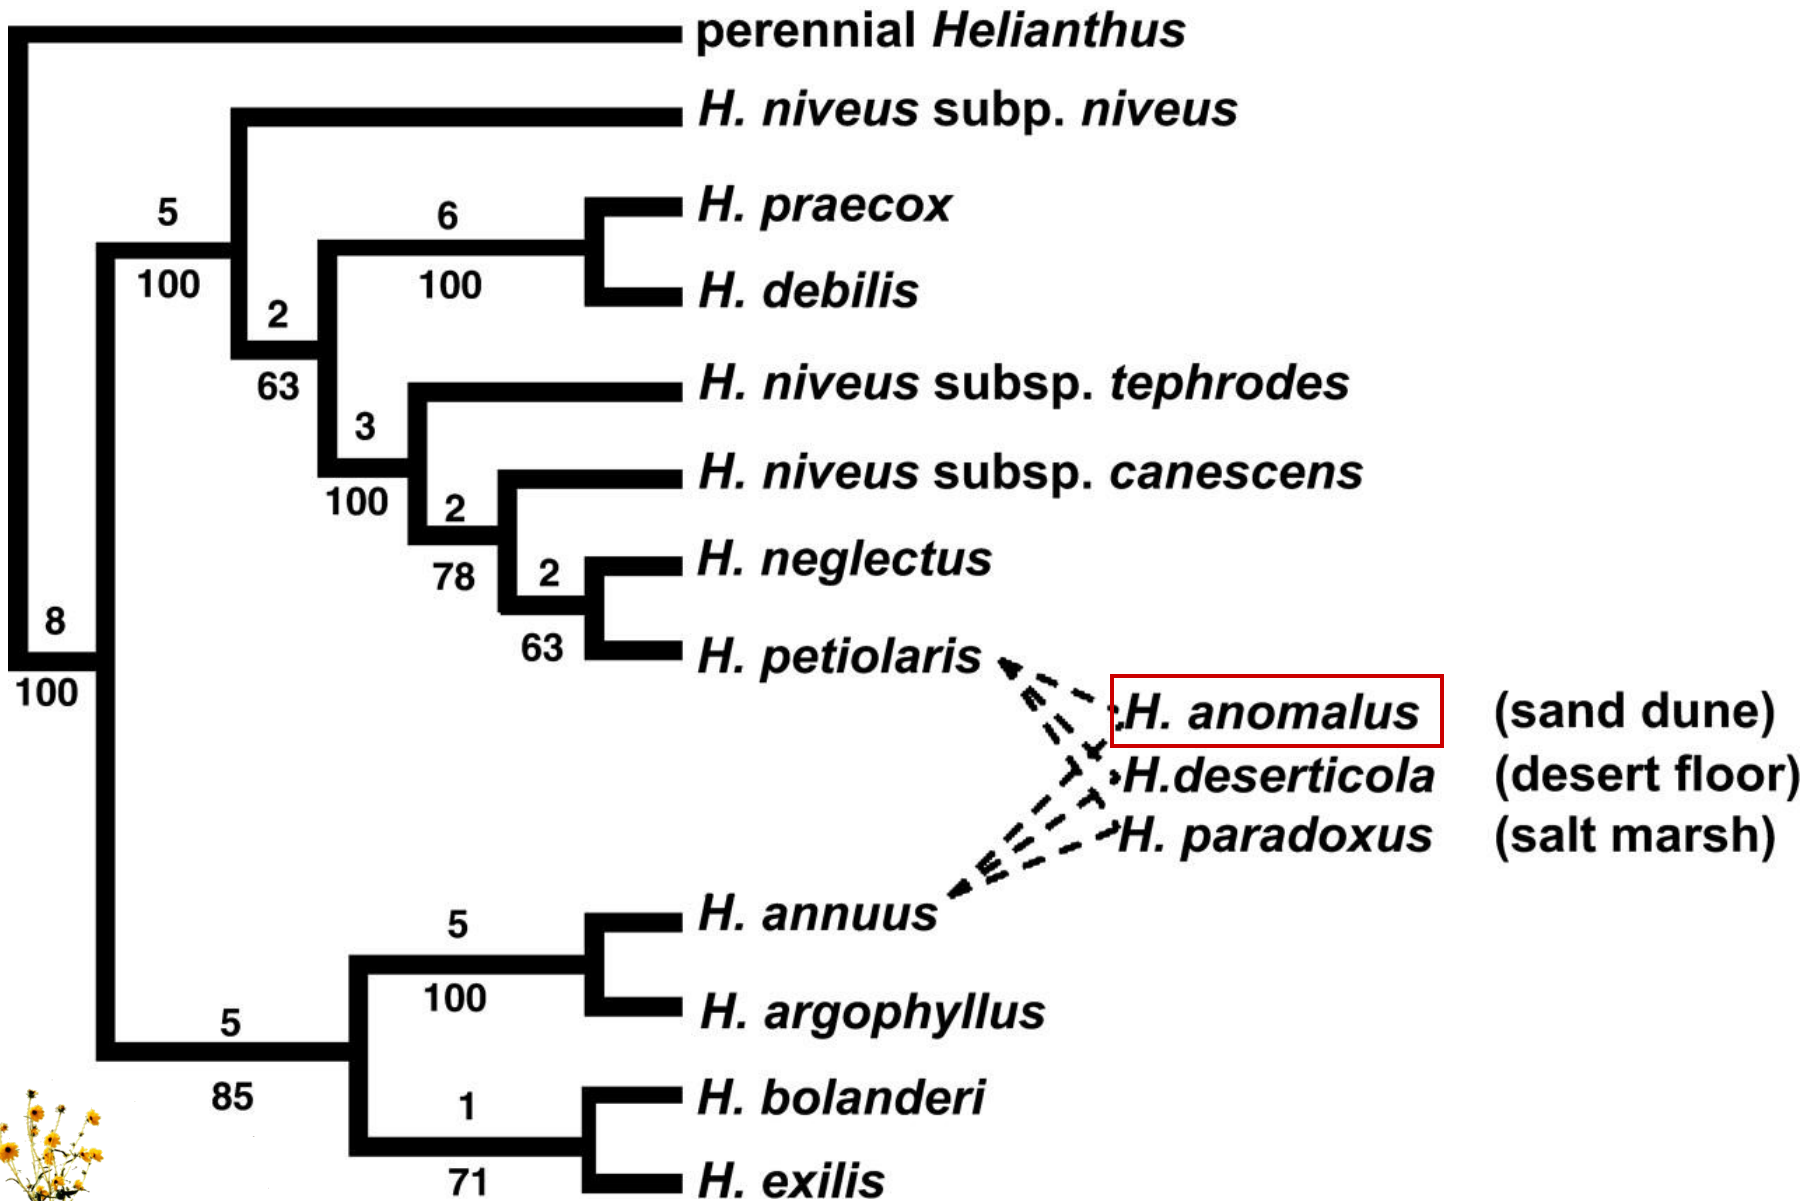 perennial Helianthus
H. niveus subp. niveus
5
6
H. praecox
100
100
H. debilis
2
63
H. niveus subsp. tephrodes
3
100
H. niveus subsp. canescens
2
78
H. neglectus
2
63
H. petiolaris
8
100
H. anomalus (sand dune)
H.deserticola (desert floor)
H. paradoxus (salt marsh)
5
H. annuus
100
H. argophyllus
5
85
1
H. bolanderi
71
H. exilis